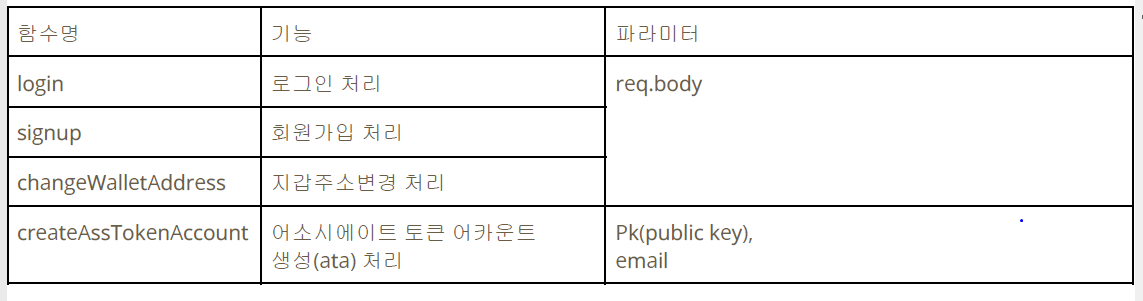 함수명 기능 파라미터
login 로그인 처리 req.body
signup 회원가입 처리
changeWalletAddress 지갑주소변경 처리
createAssTokenAccount 어소시에이트 토큰 어카운트 Pk(public key),
생성(ata) 처리 email